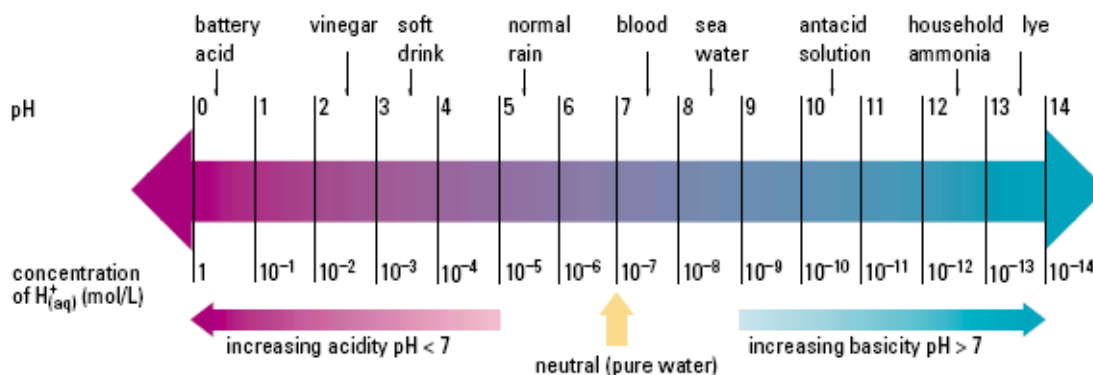 battery vinegar soft normal blood sea antacid household lye
acid drink rain water solution ammonia
pH 0 1 2 3 4 5 6 7 8 9 10 11 12 13 14
concentration 1 10⁻¹ 10⁻² 10⁻³ 10⁻⁴ 10⁻⁵ 10⁻⁶ 10⁻⁷ 10⁻⁸ 10⁻⁹ 10⁻¹⁰ 10⁻¹¹ 10⁻¹² 10⁻¹³ 10⁻¹⁴
of H⁺(aq) (mol/L)
increasing acidity pH < 7 increasing basicity pH > 7
neutral (pure water)